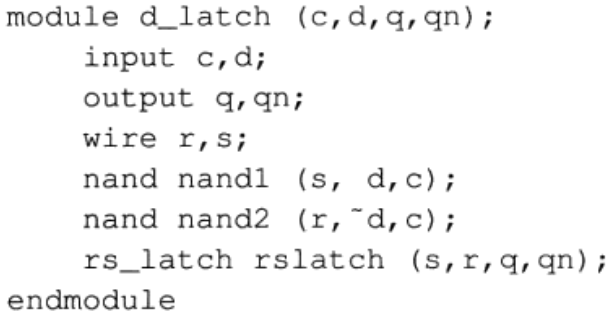 module d_latch (c,d,q,qn);
input c,d;
output q,qn;
wire r,s;
nand nand1 (s, d,c);
nand nand2 (r,~d,c);
rs_latch rslatch (s,r,q,qn);
endmodule